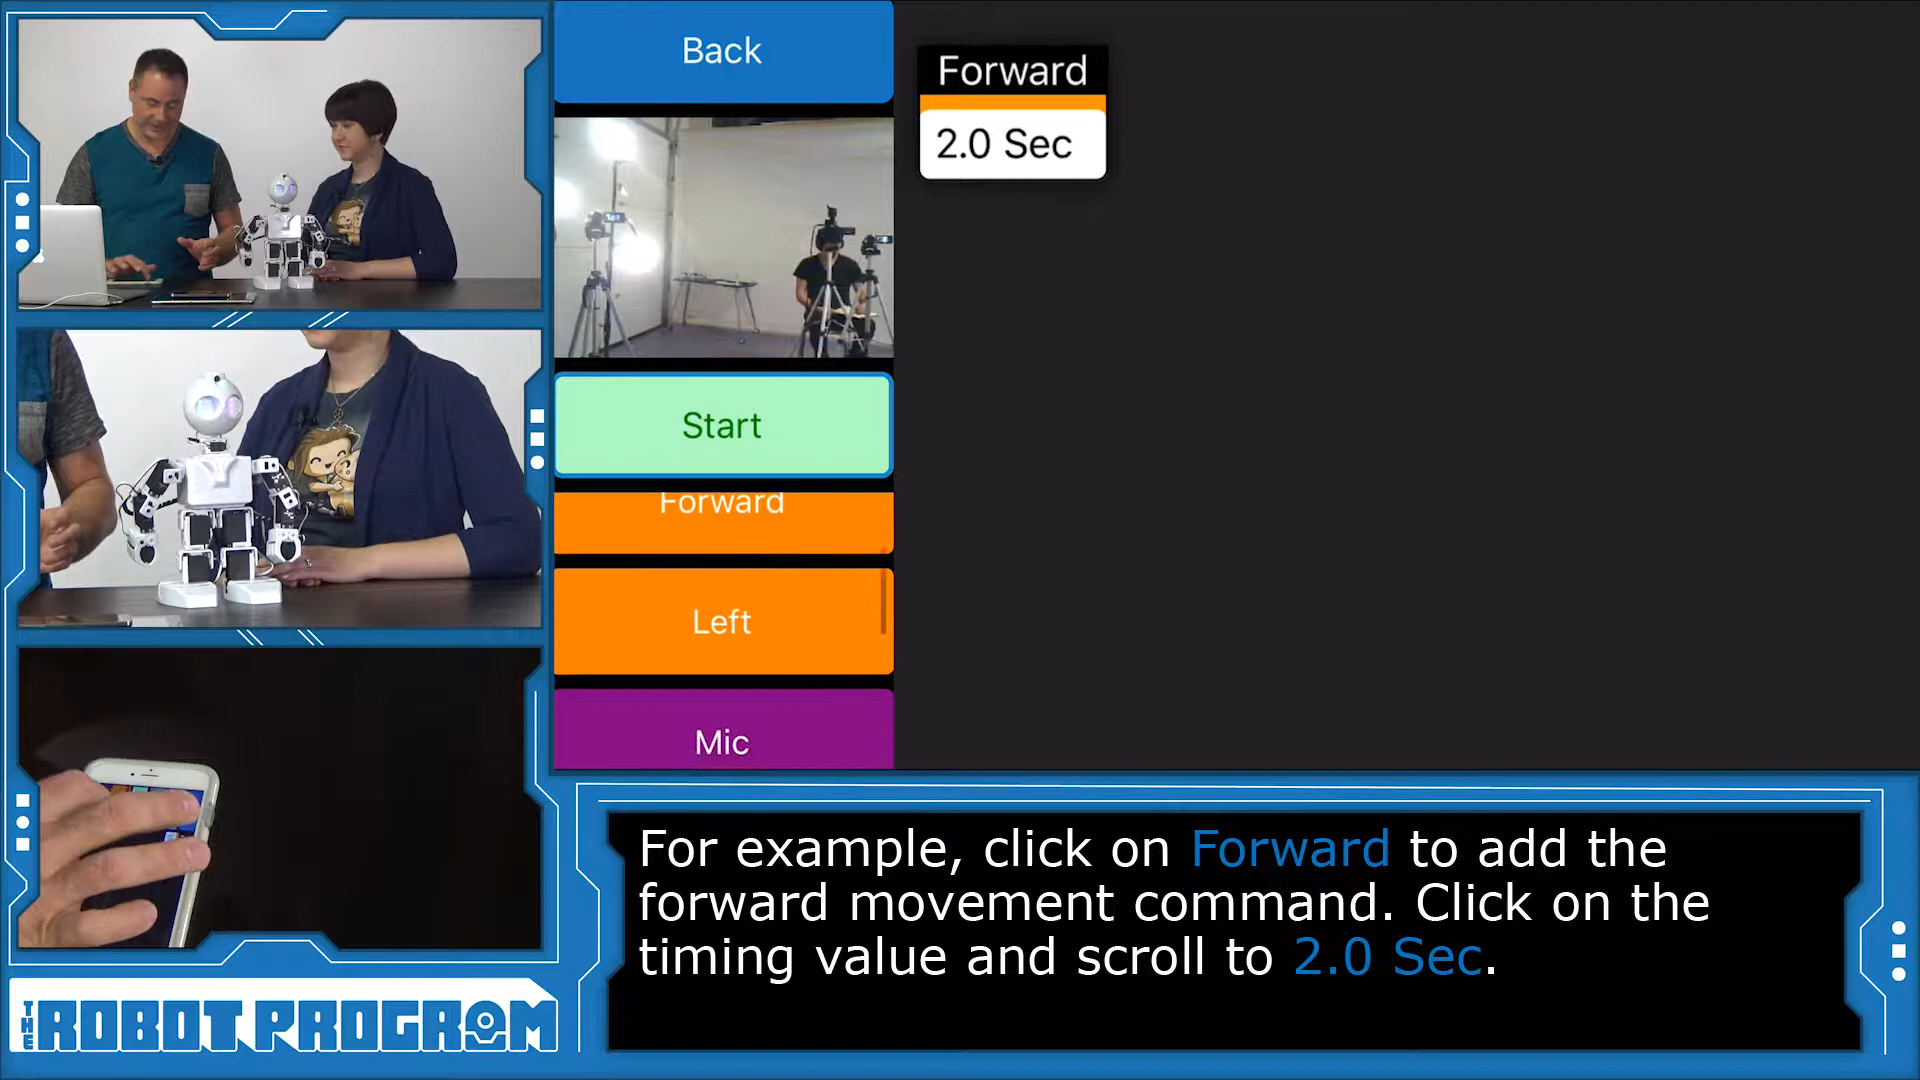 Back
Forward
2.0 Sec
Start
Forward
Left
Mic
For example, click on Forward to add the
forward movement command. Click on the
timing value and scroll to 2.0 Sec.
THE ROBOT PROGRAM